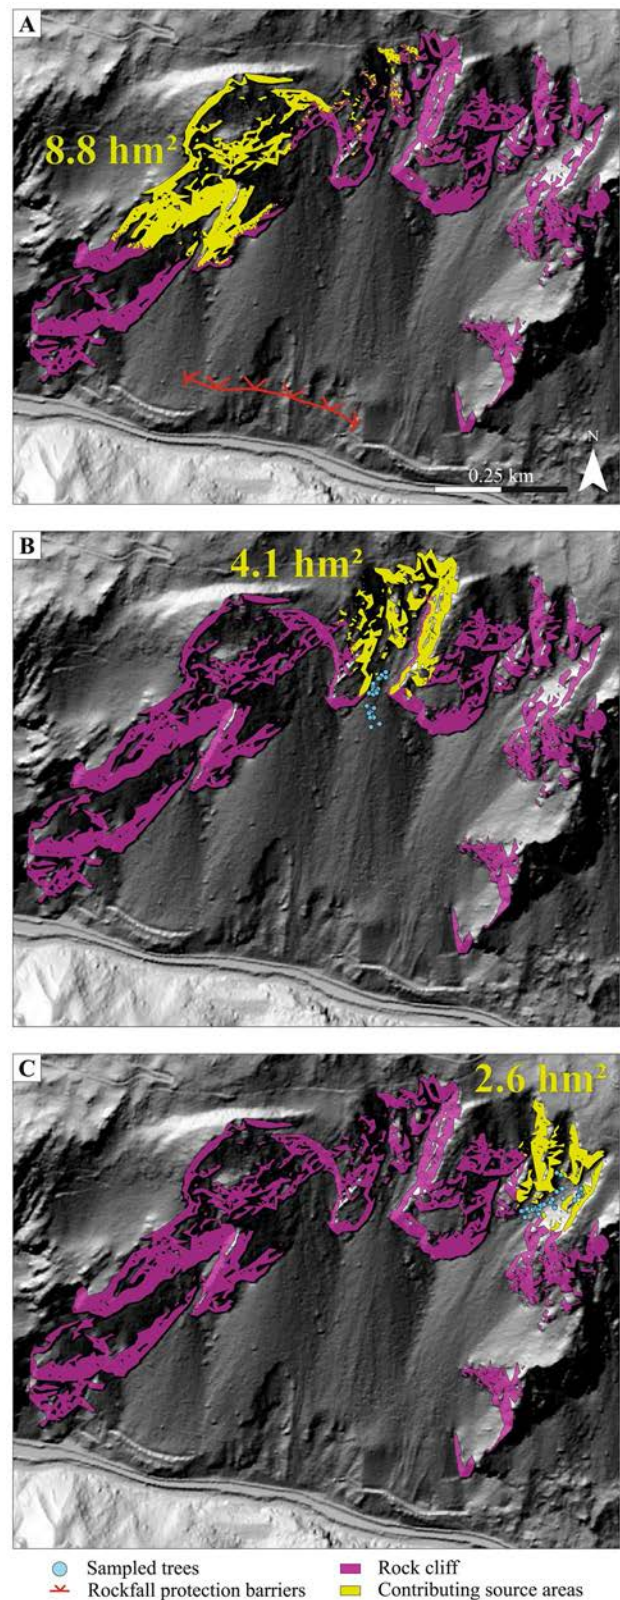 A
8.8 hm²
N
0.25 km
B
4.1 hm²
C
2.6 hm²
Sampled trees
Rock cliff
Rockfall protection barriers
Contributing source areas